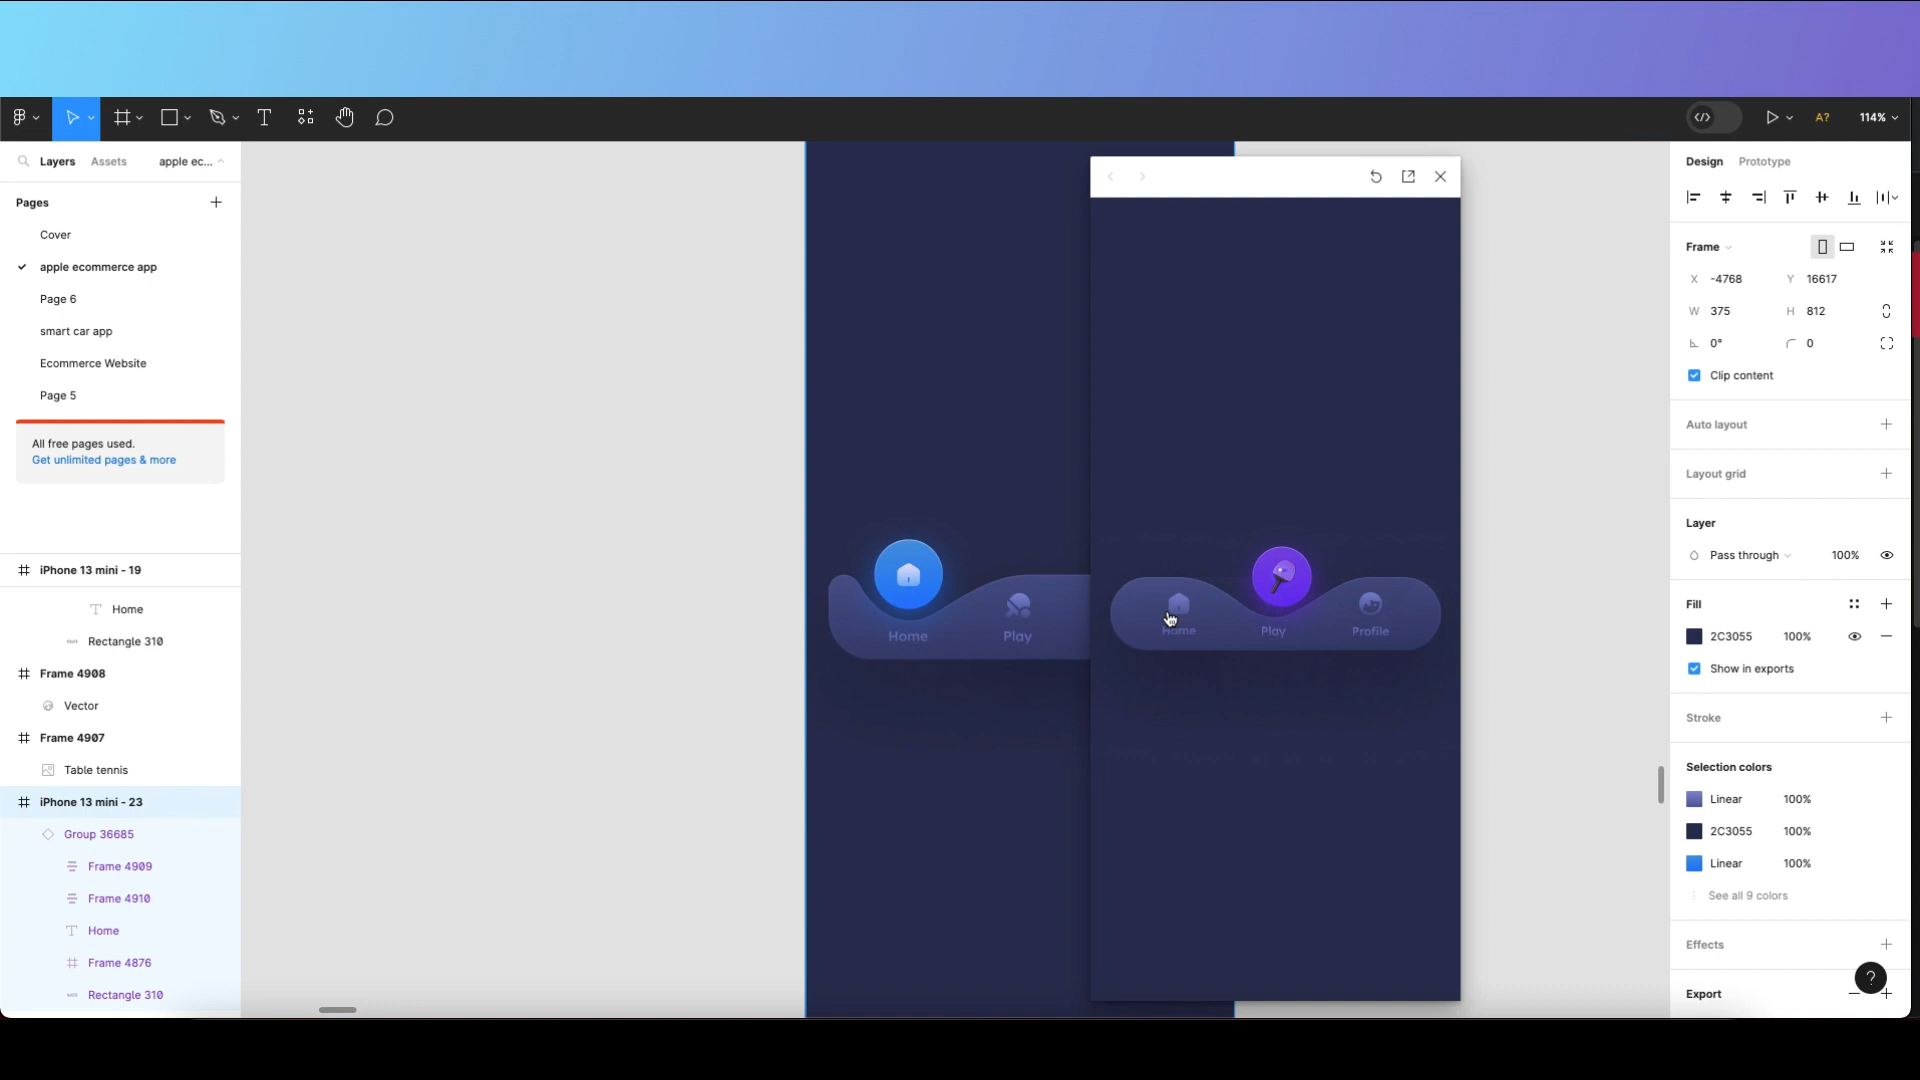 A?
114%
Layers
Assets
apple ec...
Pages
Cover
apple ecommerce app
Page 6
smart car app
Ecommerce Website
Page 5
All free pages used.
Get unlimited pages & more
iPhone 13 mini - 19
Home
Rectangle 310
Frame 4908
Vector
Frame 4907
Table tennis
iPhone 13 mini - 23
Group 36685
Frame 4909
Frame 4910
Home
Frame 4876
Rectangle 310
Home
Play
Home
Play
Profile
Design
Prototype
Frame
X -4768
Y 16617
W 375
H 812
0°
0
Clip content
Auto layout
Layout grid
Layer
Pass through
100%
Fill
2C3055
100%
Show in exports
Stroke
Selection colors
Linear
100%
2C3055
100%
Linear
100%
See all 9 colors
Effects
?
Export